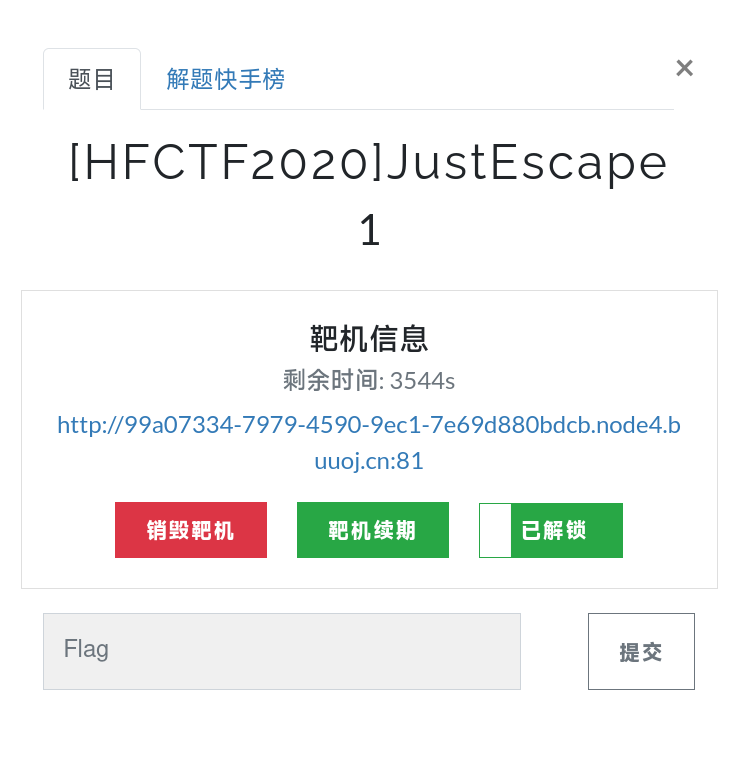 题目 解题快手榜 ×
[HFCTF2020]JustEscape
1
靶机信息
剩余时间: 3544s
http://99a07334-7979-4590-9ec1-7e69d880bdcb.node4.b
uuoj.cn:81
销毁靶机 靶机续期 已解锁
Flag 提交